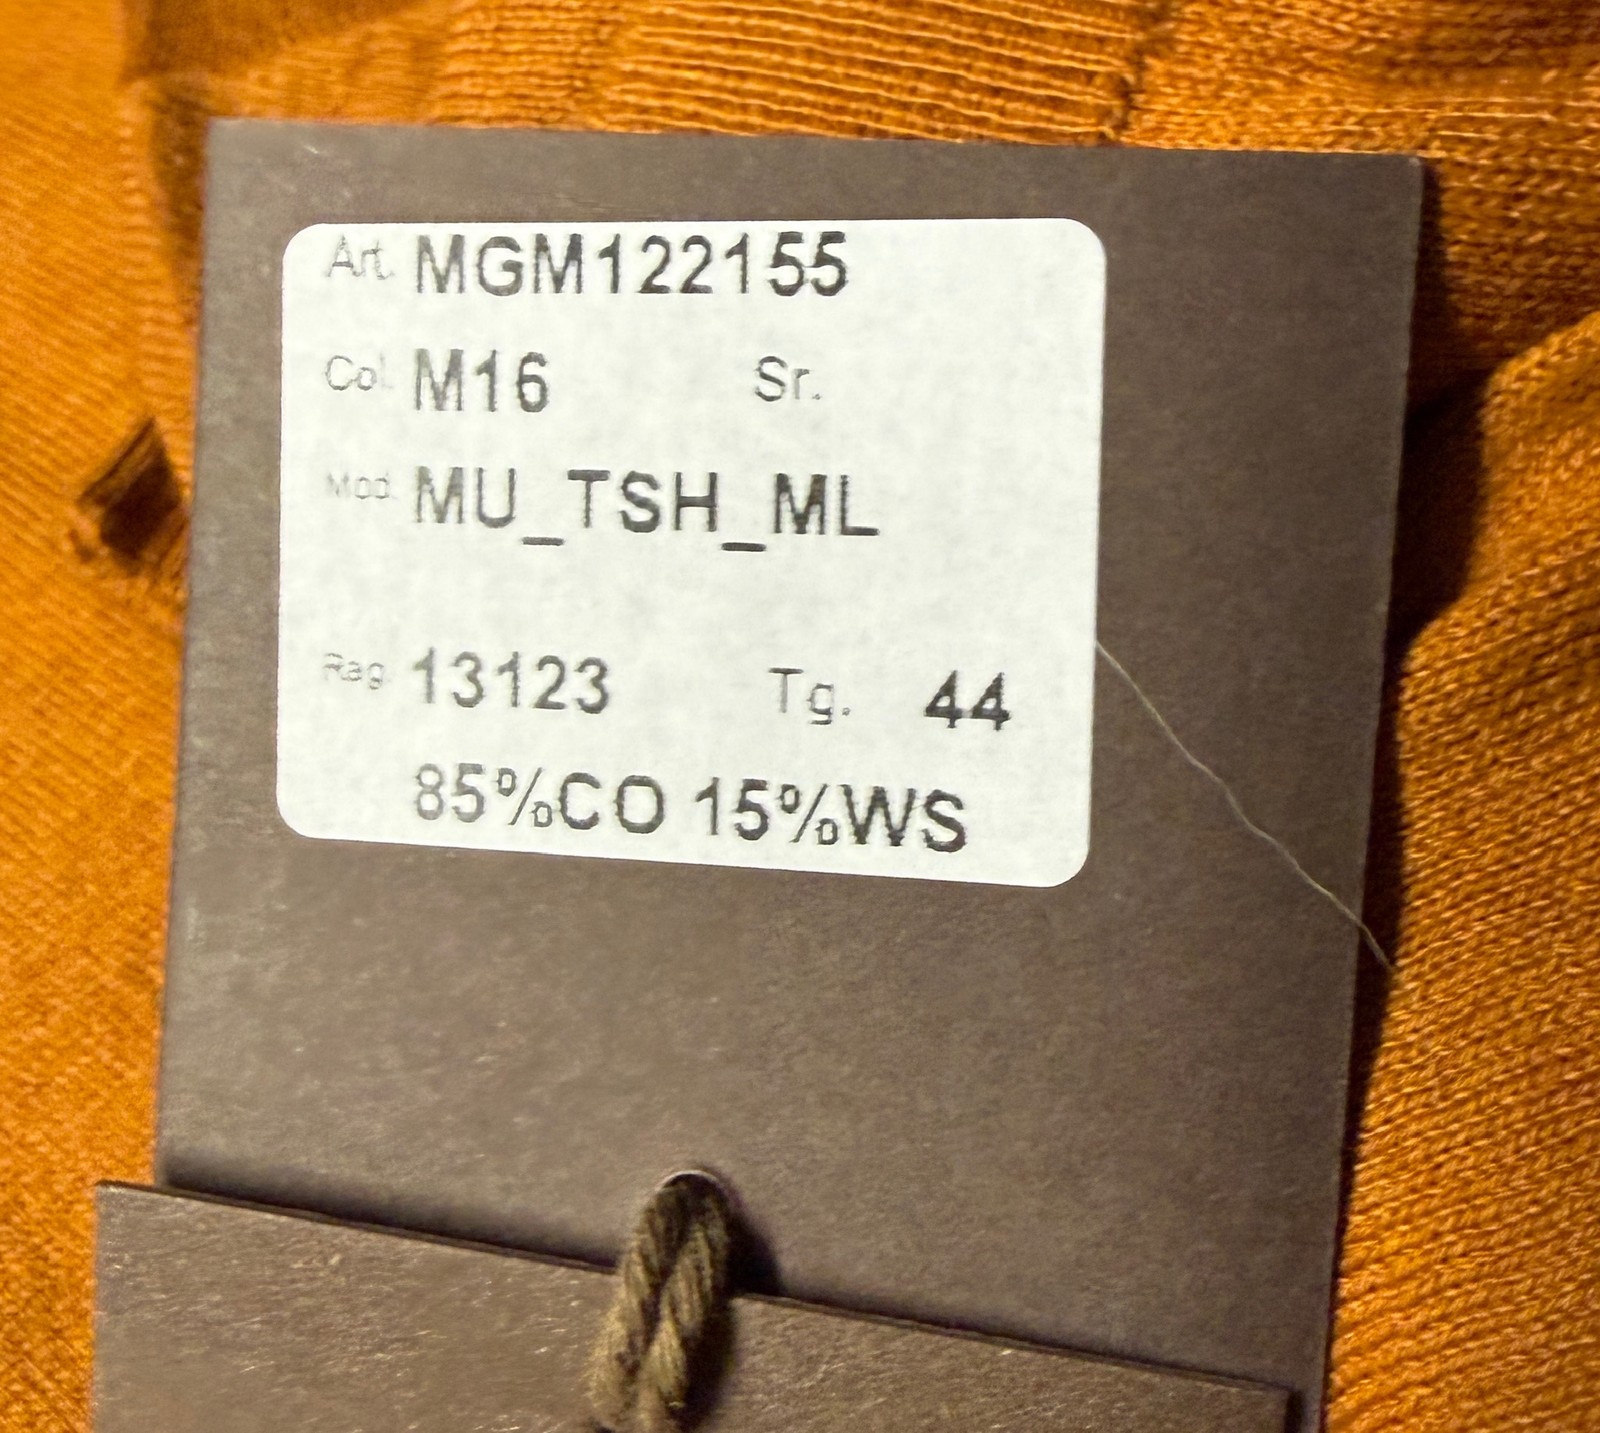 Art. MGM122155
Col. M16 Sr.
Mod. MU_TSH_ML
Rag. 13123 Tg. 44
85%CO 15%WS